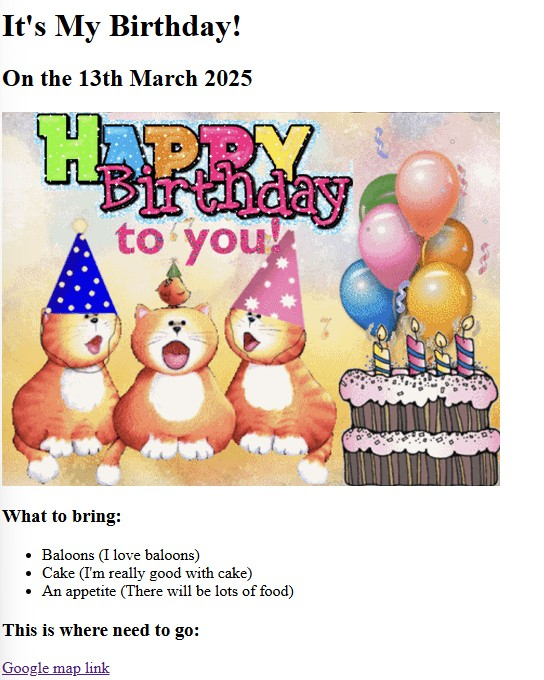 It's My Birthday!
On the 13th March 2025
HAPPY
Birthday
to you!
What to bring:
Baloons (I love baloons)
Cake (I'm really good with cake)
An appetite (There will be lots of food)
This is where need to go:
Google map link